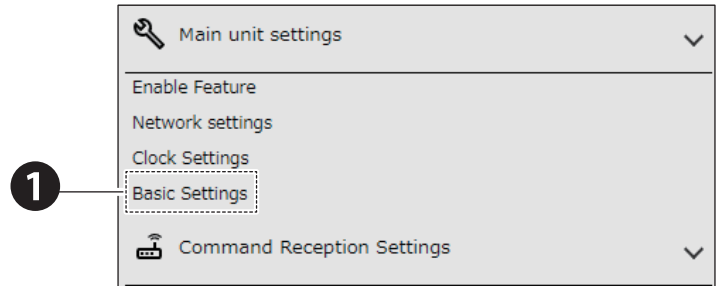 Main unit settings
Enable Feature
Network settings
Clock Settings
1
Basic Settings
Command Reception Settings